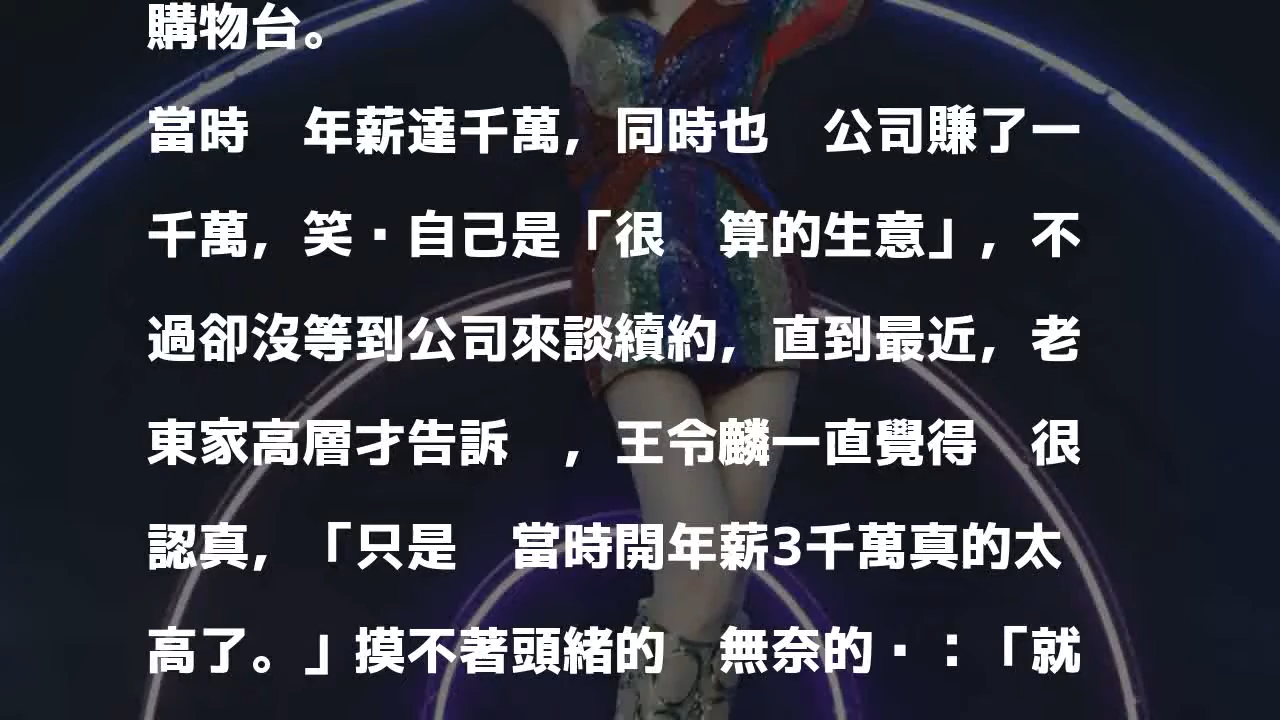 購物台。
當時　年薪達千萬，同時也　公司賺了一
千萬，笑·自己是「很　算的生意」，不
過卻沒等到公司來談續約，直到最近，老
東家高層才告訴　，王令麟一直覺得　很
認真，「只是　當時開年薪3千萬真的太
高了。」摸不著頭緒的　無奈的·：「就